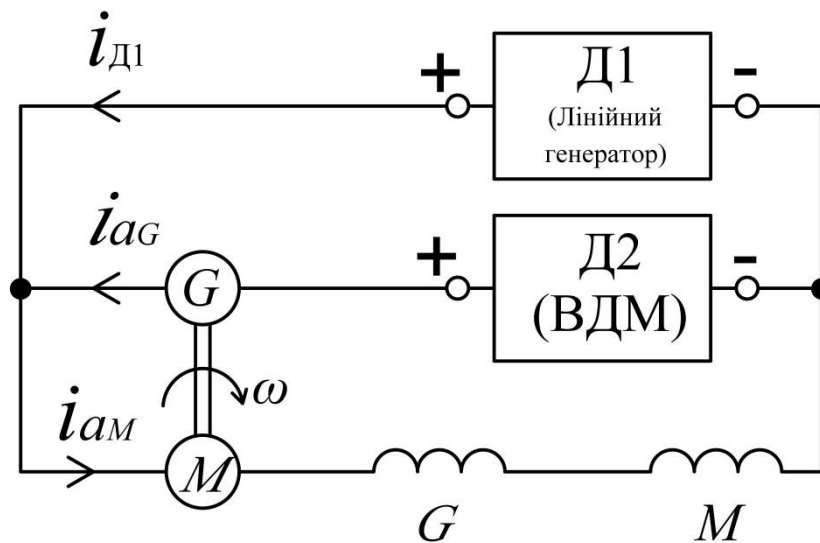 iД1
+
Д1
-
(Лінійний
генератор)
iaG
G
+
Д2
-
(ВДМ)
ω
iaM
M
G
M